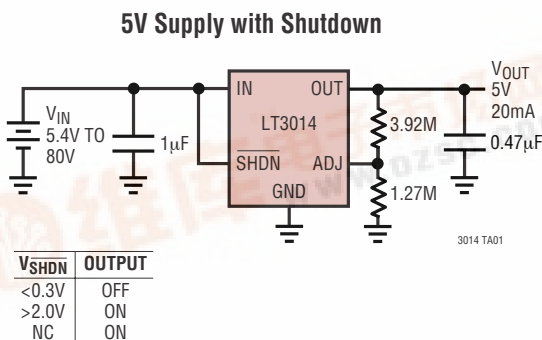 5V Supply with Shutdown
V_IN
5.4V TO
80V
1µF
IN
OUT
LT3014
SHDN
ADJ
GND
3.92M
1.27M
V_OUT
5V
20mA
0.47µF
3014 TA01
V_SHDN OUTPUT
<0.3V OFF
>2.0V ON
NC ON